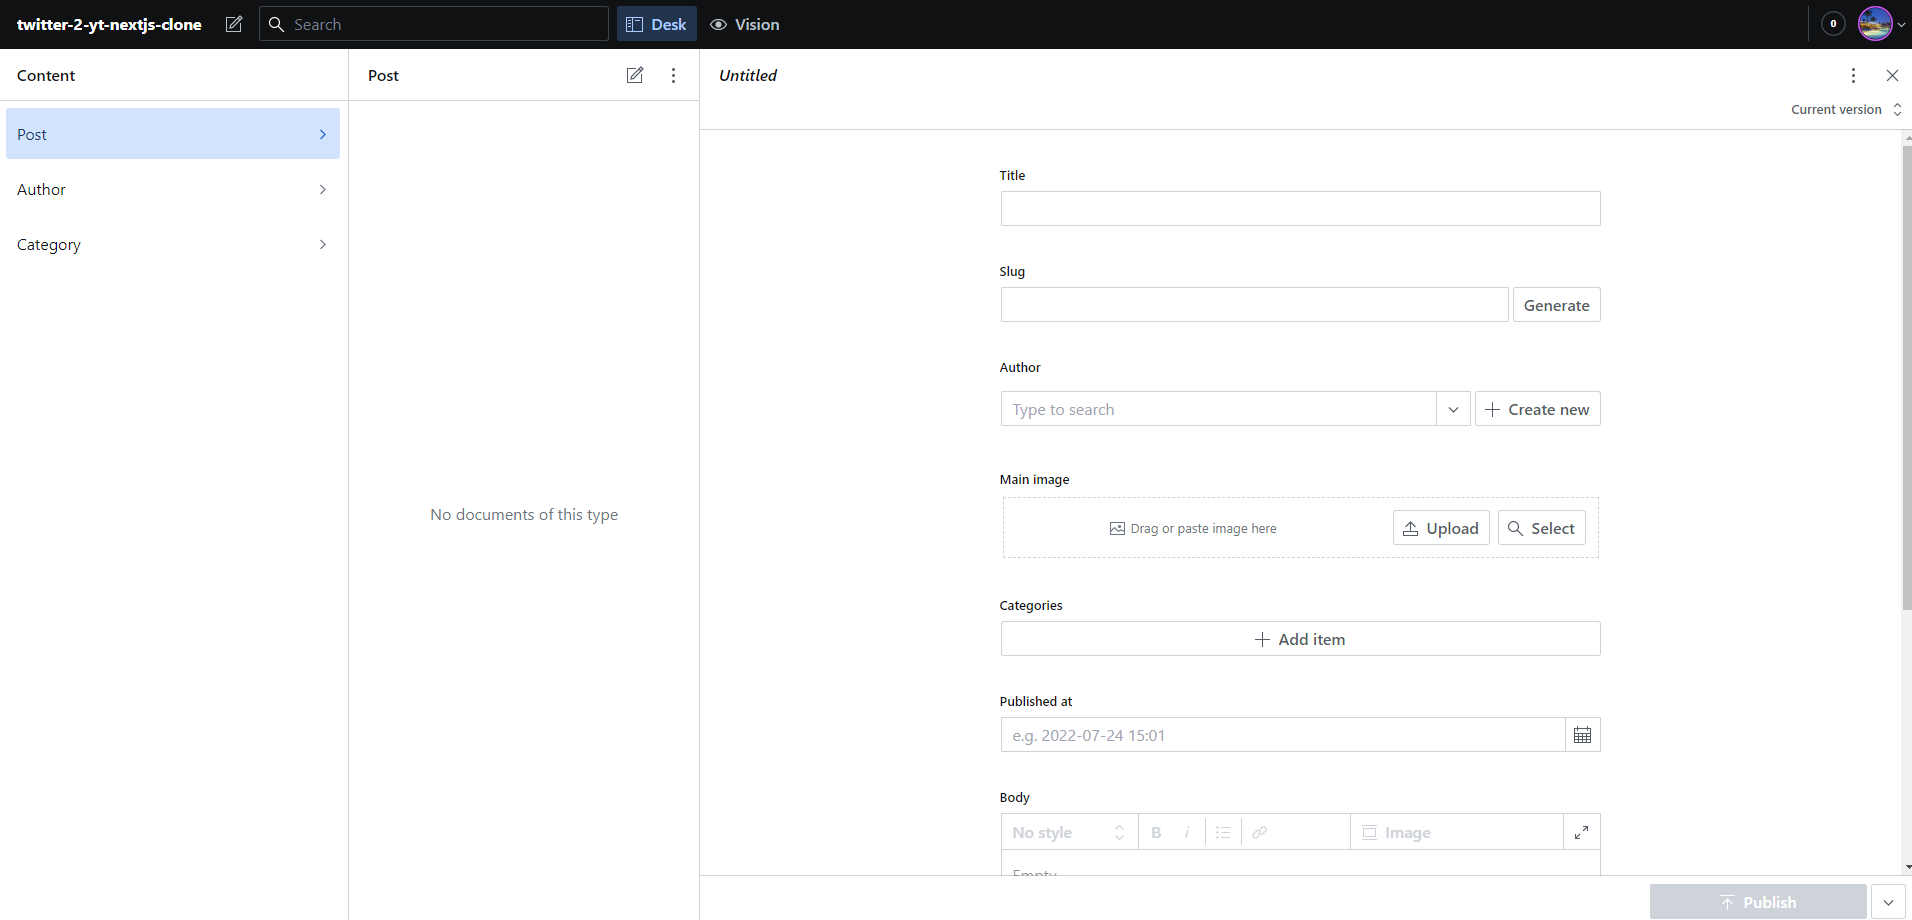 twitter-2-yt-nextjs-clone Search Desk Vision 0
Content
Post
Author
Category
Post
No documents of this type
Untitled
Current version
Title
Slug
Generate
Author
Type to search
Create new
Main image
Drag or paste image here Upload Select
Categories
Add item
Published at
e.g. 2022-07-24 15:01
Body
No style B i Image
Empty
Publish